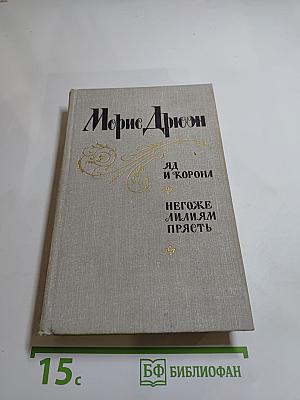 Морис Дрюон
ЯД
И КОРОНА
НЕГОЖЕ
ЛИЛИЯМ
ПРЯСТЬ
15с
БФ БИБЛИОФАН